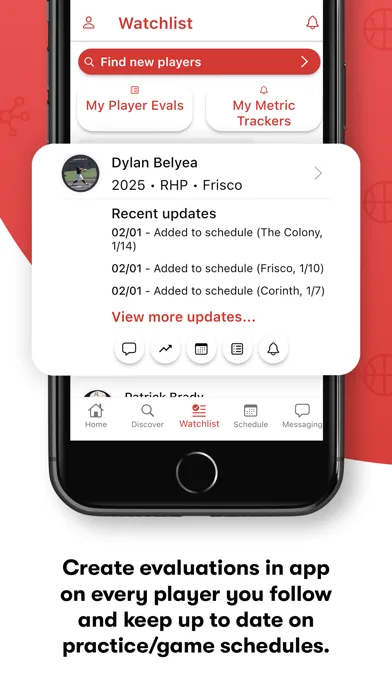 Watchlist
Find new players
My Player Evals
My Metric
Trackers
Dylan Belyea
2025 • RHP • Frisco
Recent updates
02/01 - Added to schedule (The Colony,
1/14)
02/01 - Added to schedule (Frisco, 1/10)
02/01 - Added to schedule (Corinth, 1/7)
View more updates...
Patrick Brady
Home
Discover
Watchlist
Schedule
Messaging
Create evaluations in app
on every player you follow
and keep up to date on
practice/game schedules.